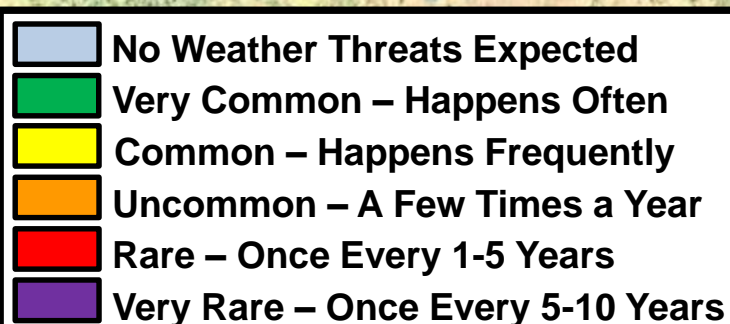 No Weather Threats Expected
Very Common – Happens Often
Common – Happens Frequently
Uncommon – A Few Times a Year
Rare – Once Every 1-5 Years
Very Rare – Once Every 5-10 Years